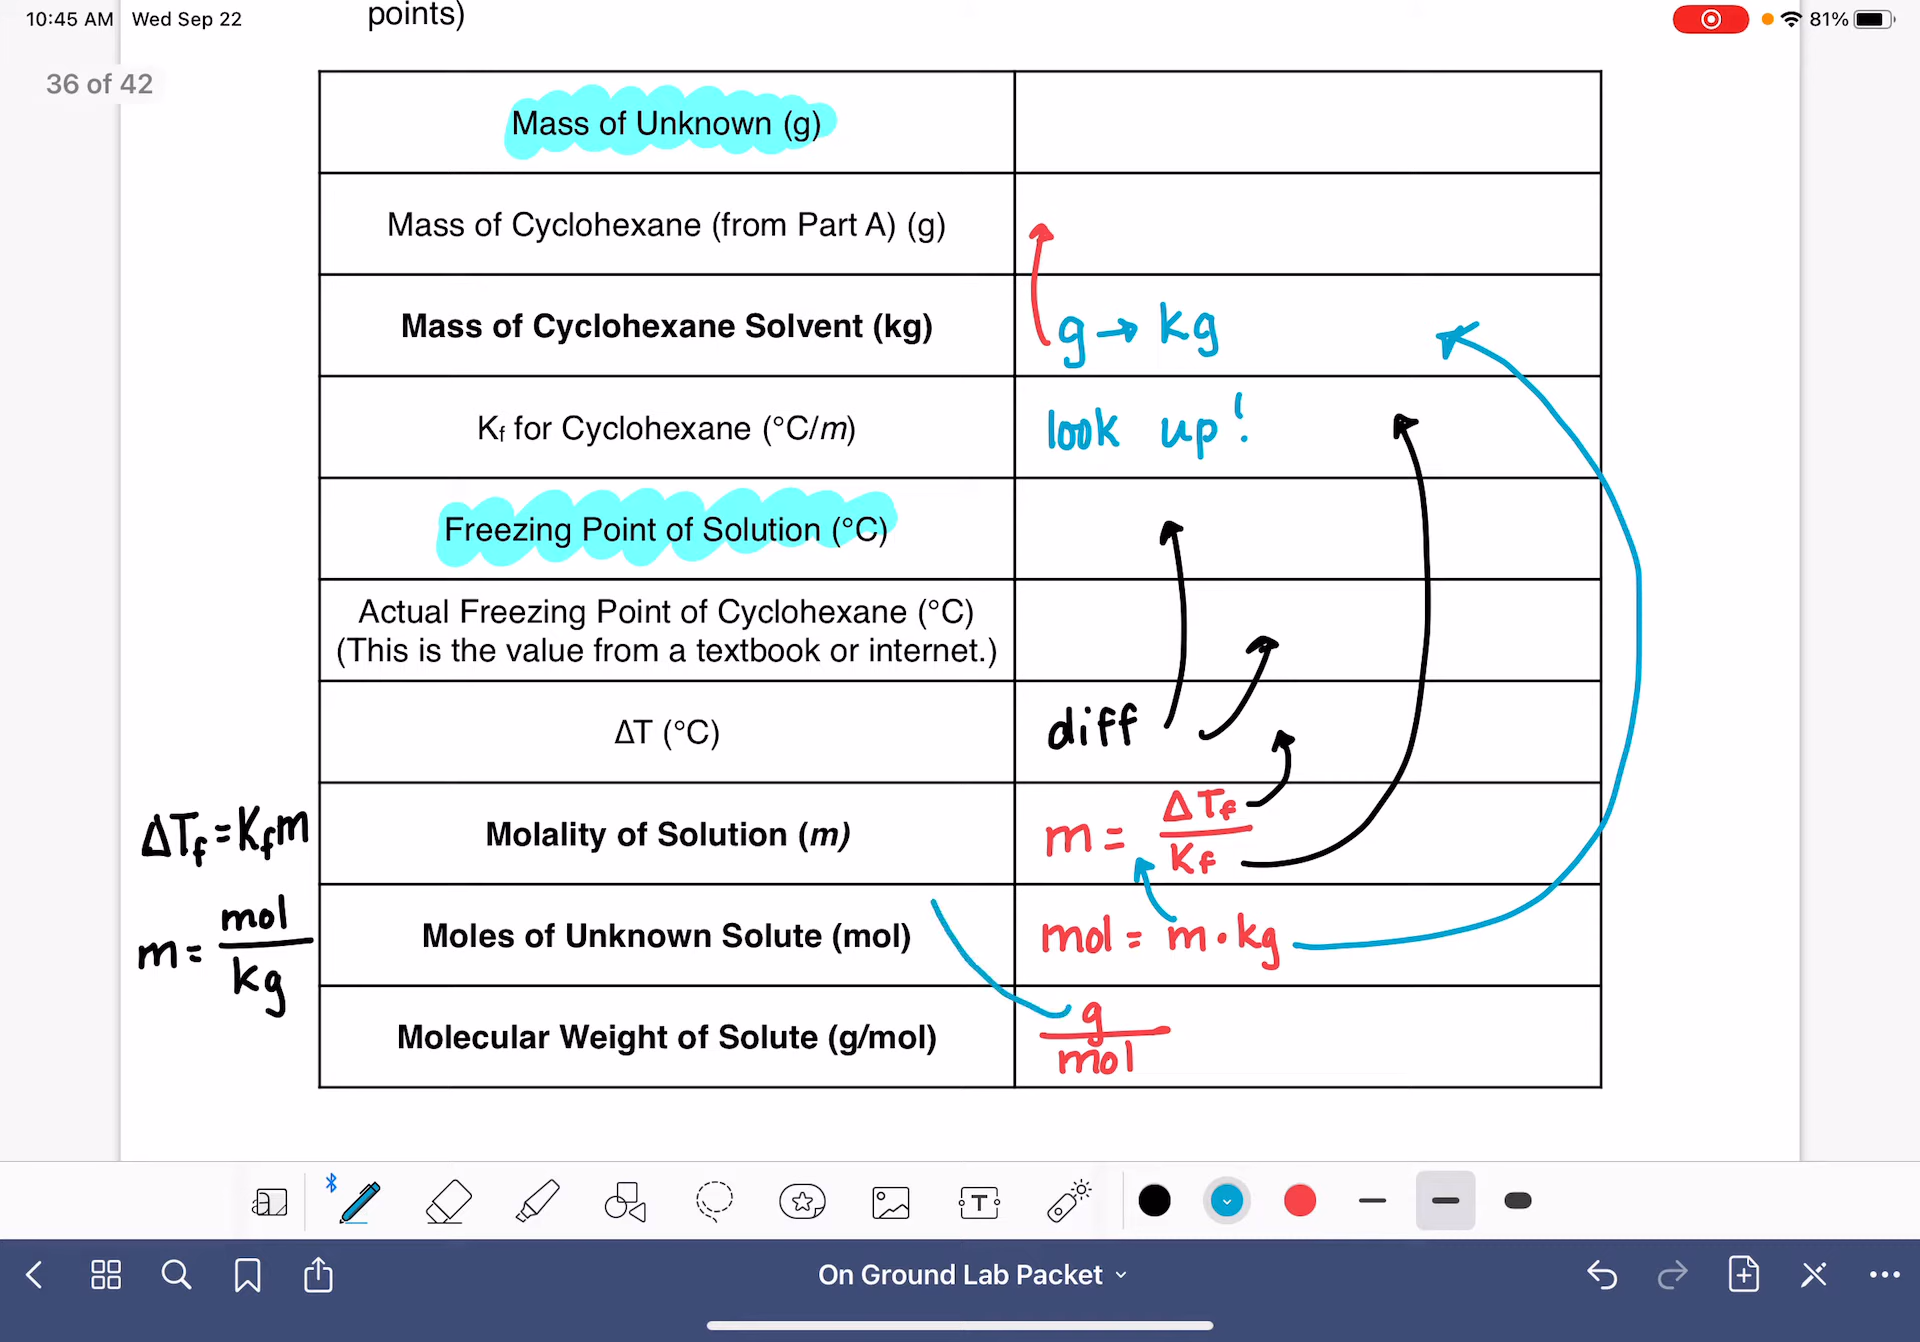 10:45 AM Wed Sep 22
81%
points)
36 of 42
Mass of Unknown (g)
Mass of Cyclohexane (from Part A) (g)
Mass of Cyclohexane Solvent (kg) g → kg
Kf for Cyclohexane (°C/m) look up!
Freezing Point of Solution (°C)
Actual Freezing Point of Cyclohexane (°C)
(This is the value from a textbook or internet.)
ΔT (°C) diff
ΔTf = Kfm
Molality of Solution (m) m = ΔTf / Kf
m = mol / kg
Moles of Unknown Solute (mol) mol = m • kg
Molecular Weight of Solute (g/mol) g / mol
a T
On Ground Lab Packet